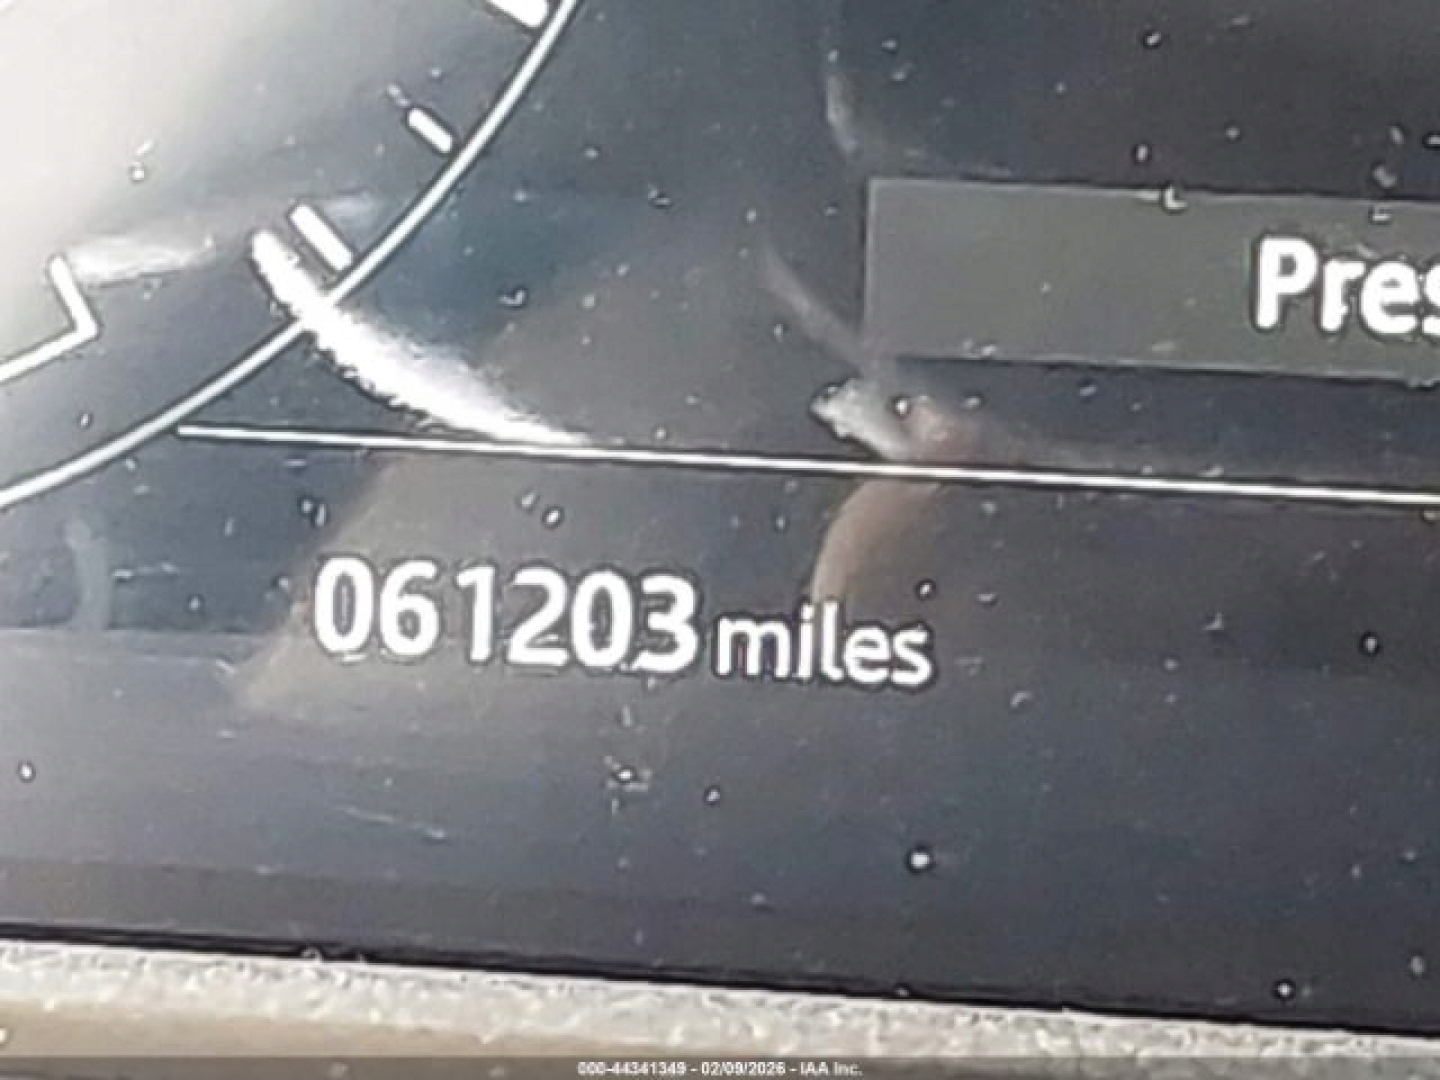 Pres
061203 miles
000-44341349 - 02/09/2026 - IAA Inc.